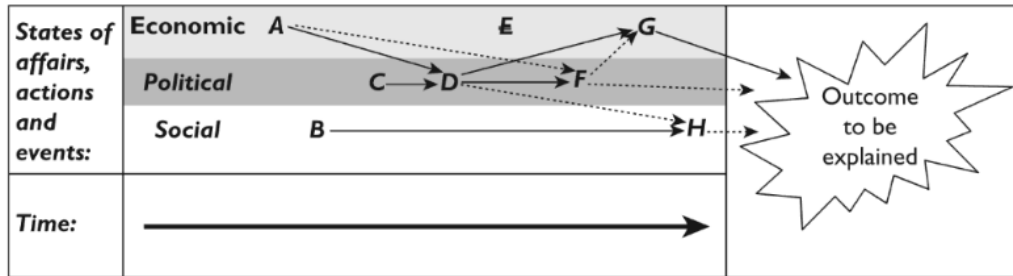 States of
affairs,
actions
and
events:
Economic A E G
Political C D F
Social B H
Outcome
to be
explained
Time: